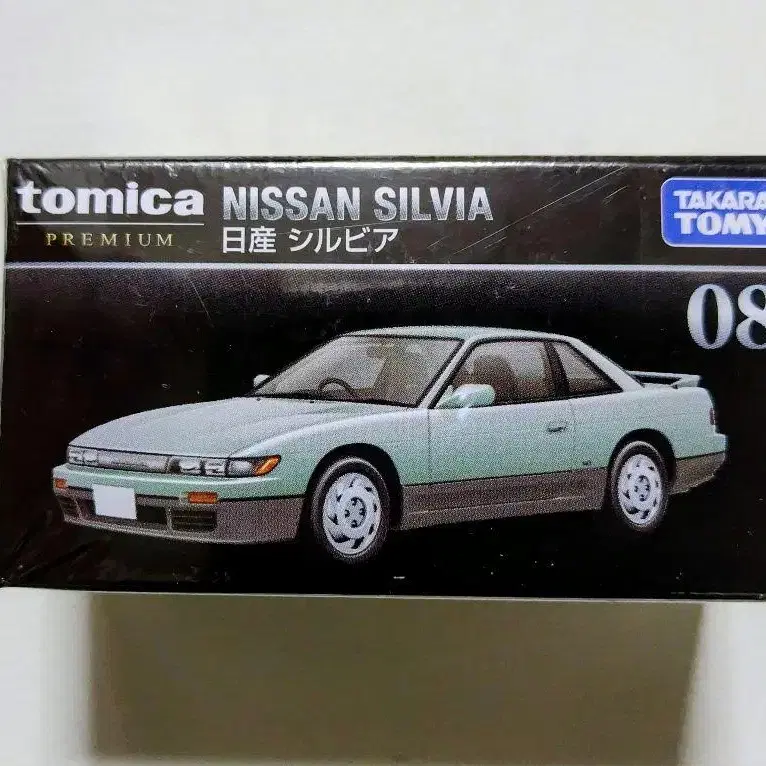 tomica
PREMIUM
NISSAN SILVIA
日産 シルビア
TAKARA
TOMY
08